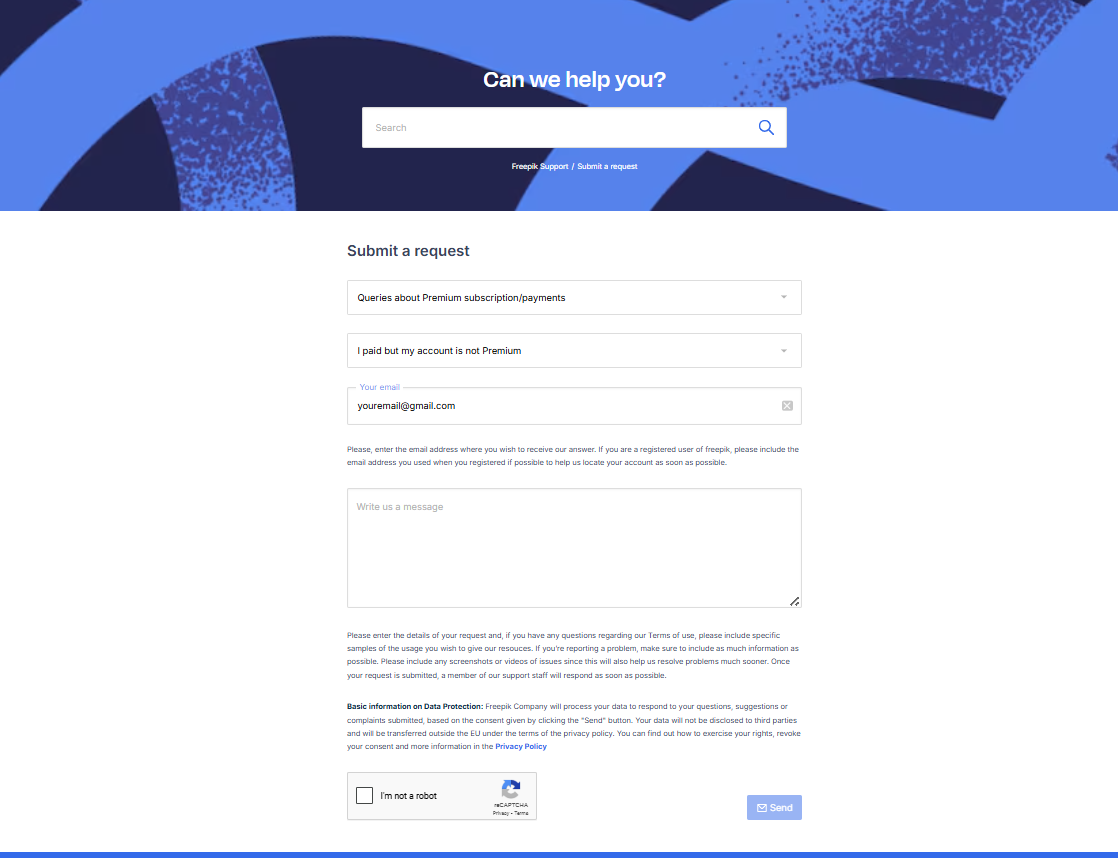 Can we help you?
Search
Freepik Support / Submit a request
Submit a request
Queries about Premium subscription/payments
I paid but my account is not Premium
Your email
youremail@gmail.com
Please, enter the email address where you wish to receive our answer. If you are a registered user of freepik, please include the
email address you used when you registered if possible to help us locate your account as soon as possible.
Write us a message
Please enter the details of your request and, if you have any questions regarding our Terms of use, please include specific
samples of the usage you wish to give our resouces. If you're reporting a problem, make sure to include as much information as
possible. Please include any screenshots or videos of issues since this will also help us resolve problems much sooner. Once
your request is submitted, a member of our support staff will respond as soon as possible.
Basic information on Data Protection: Freepik Company will process your data to respond to your questions, suggestions or
complaints submitted, based on the consent given by clicking the "Send" button. Your data will not be disclosed to third parties
and will be transferred outside the EU under the terms of the privacy policy. You can find out how to exercise your rights, revoke
your consent and more information in the Privacy Policy
I'm not a robot
reCAPTCHA
Privacy - Terms
Send